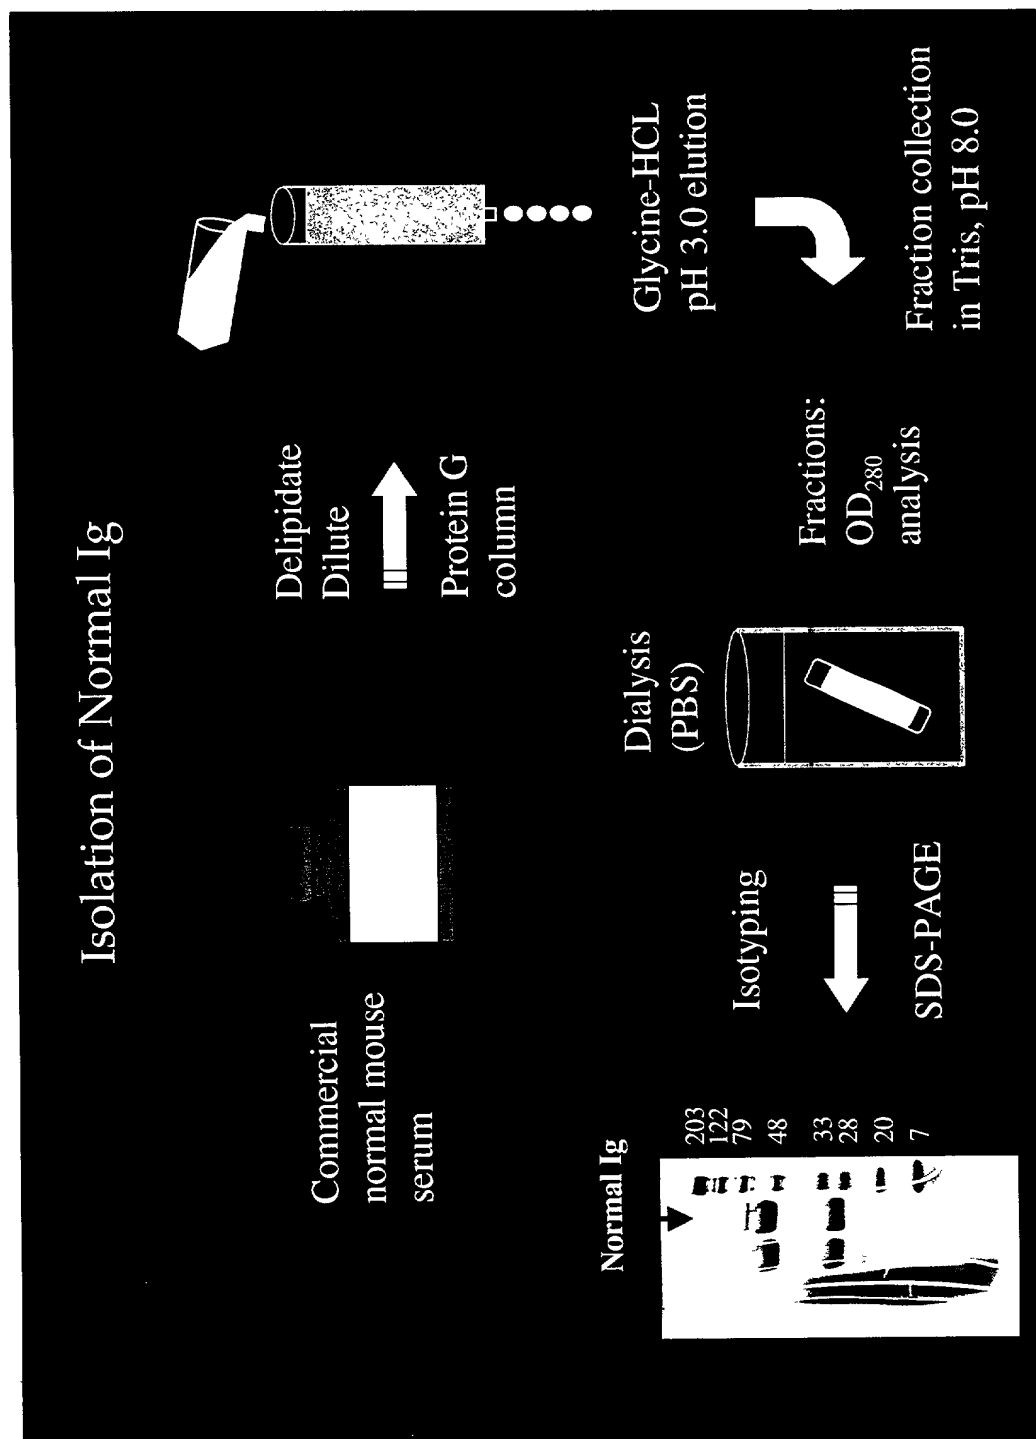 Isolation of Normal Ig
Commercial
normal mouse
serum
Delipidate
Dilute
Protein G
column
Glycine-HCL
pH 3.0 elution
Fraction collection
in Tris, pH 8.0
Fractions:
OD280
analysis
Dialysis
(PBS)
Isotyping
SDS-PAGE
Normal Ig
203
122
79
48
33
28
20
7